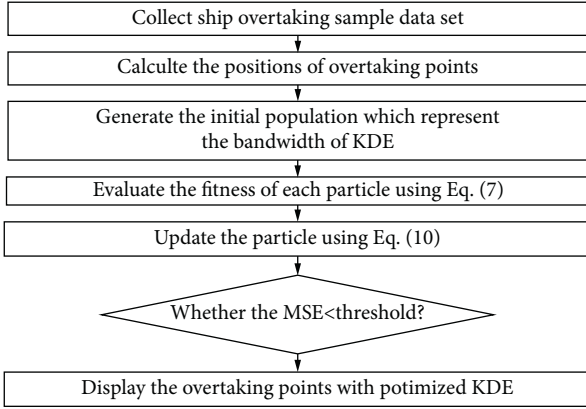 Collect ship overtaking sample data set
Calculte the positions of overtaking points
Generate the initial population which represent
the bandwidth of KDE
Evaluate the fitness of each particle using Eq. (7)
Update the particle using Eq. (10)
Whether the MSE<threshold?
Display the overtaking points with potimized KDE